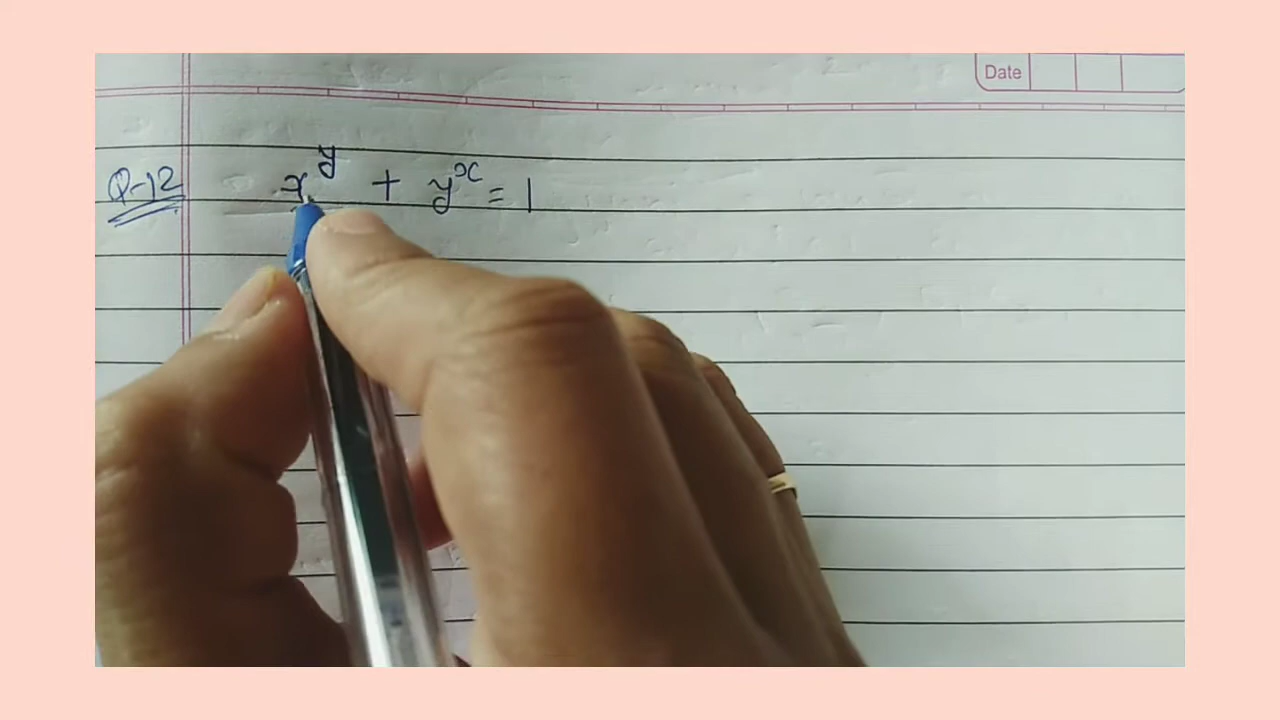 Date
Q-12 x^y + y^x = 1